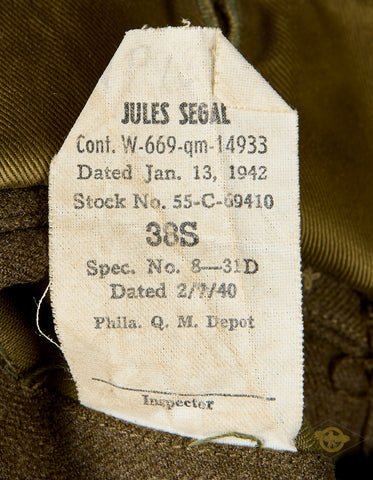 JULES SEGAL
Cont. W-669-qm-14933
Dated Jan. 13, 1942
Stock No. 55-C-69410
38S
Spec. No. 8—31D
Dated 2/7/40
Phila. Q. M. Depot
Inspector